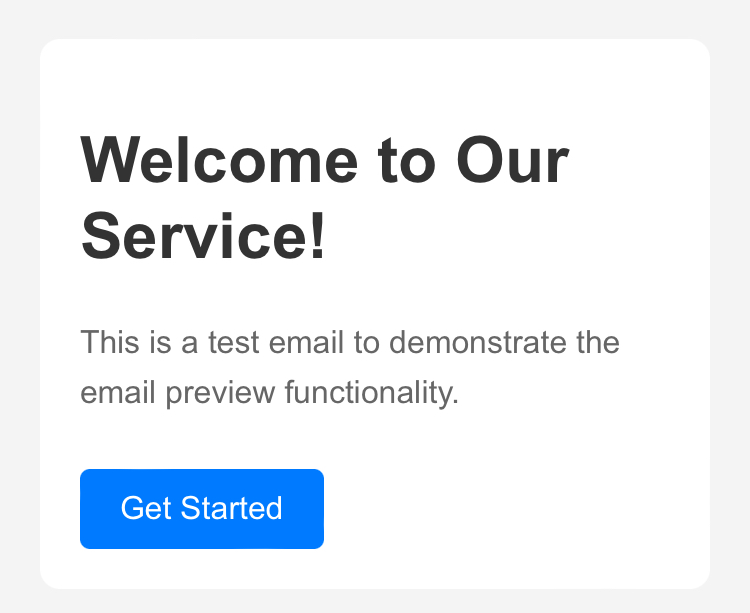 Welcome to Our
Service!
This is a test email to demonstrate the
email preview functionality.
Get Started